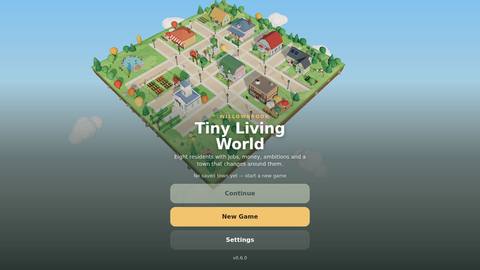 WILLOWBROOK
Tiny Living
World
Eight residents with jobs, money, ambitions and a
town that changes around them.
No saved town yet — start a new game
Continue
New Game
Settings
v0.6.0